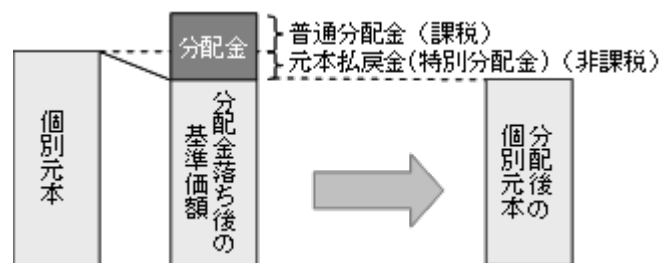 分配金
普通分配金（課税）
元本払戻金(特別分配金)（非課税）
個別元本
分配金落ち後の
基準価額
分配後の
個別元本